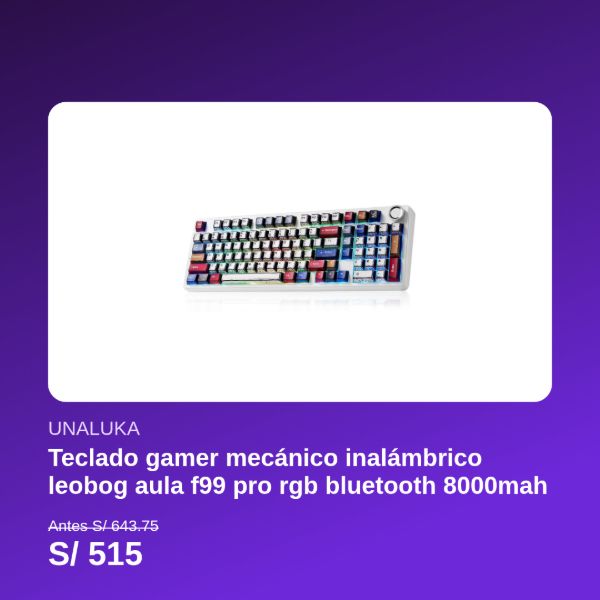 UNALUKA
Teclado gamer mecánico inalámbrico
leobog aula f99 pro rgb bluetooth 8000mah
Antes S/ 643.75
S/ 515